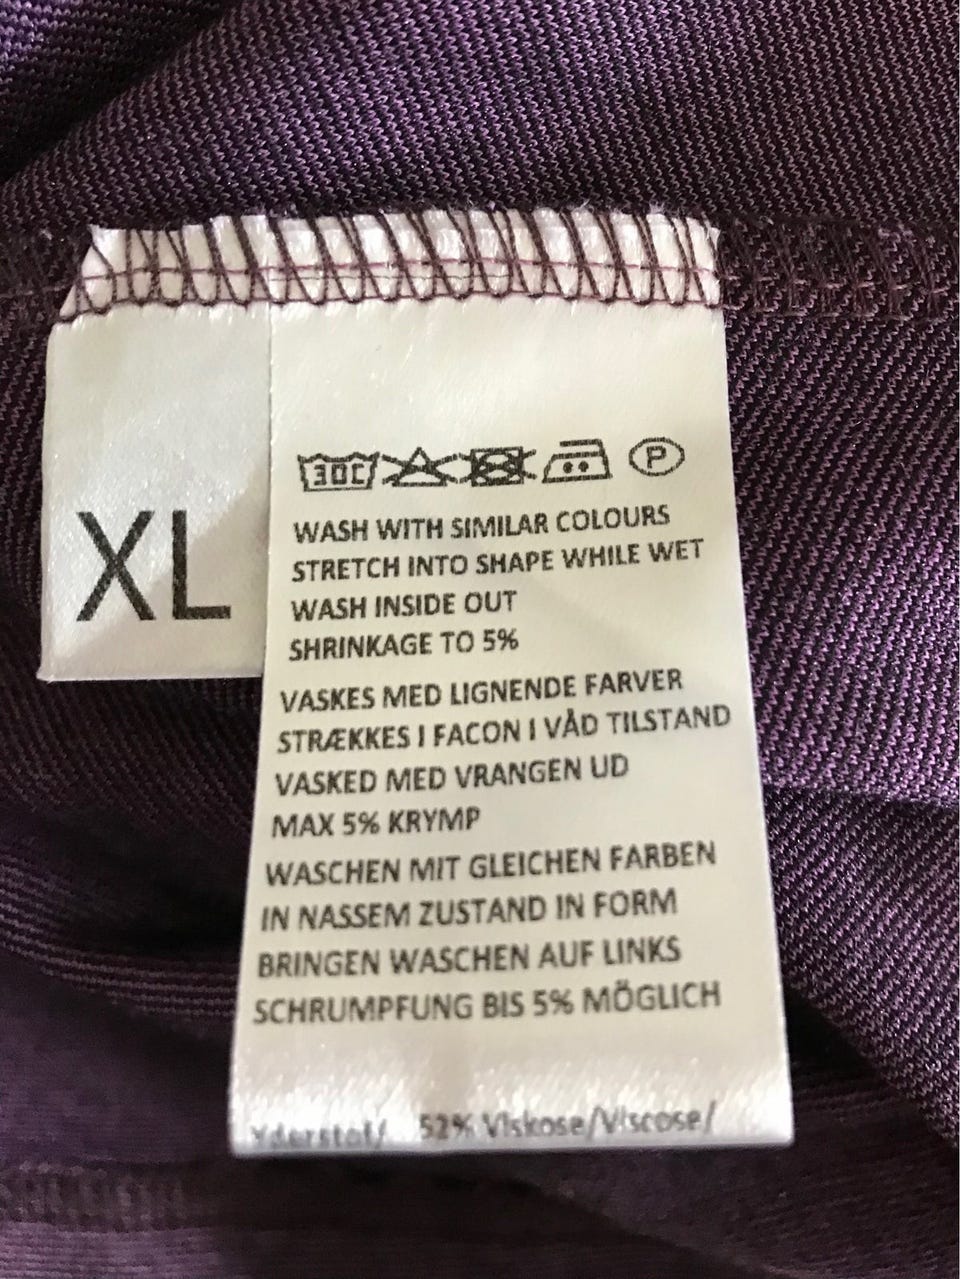 XL
30C
P
WASH WITH SIMILAR COLOURS
STRETCH INTO SHAPE WHILE WET
WASH INSIDE OUT
SHRINKAGE TO 5%
VASKES MED LIGNENDE FARVER
STRÆKKES I FACON I VÅD TILSTAND
VASKED MED VRANGEN UD
MAX 5% KRYMP
WASCHEN MIT GLEICHEN FARBEN
IN NASSEM ZUSTAND IN FORM
BRINGEN WASCHEN AUF LINKS
SCHRUMPFUNG BIS 5% MÖGLICH
52% Viskose/Viscose/